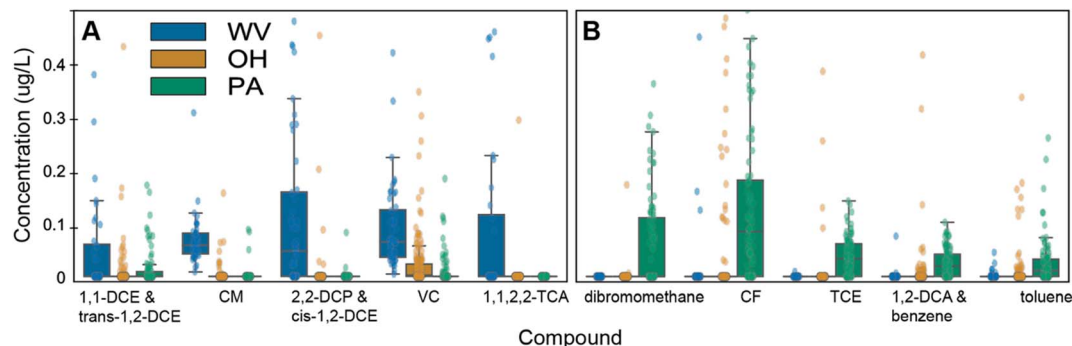 A
WV
OH
PA
B
Concentration (ug/L)
0.4
0.3
0.2
0.1
0
1,1-DCE &
trans-1,2-DCE
CM
2,2-DCP &
cis-1,2-DCE
VC
1,1,2,2-TCA
dibromomethane
CF
TCE
1,2-DCA &
benzene
toluene
Compound